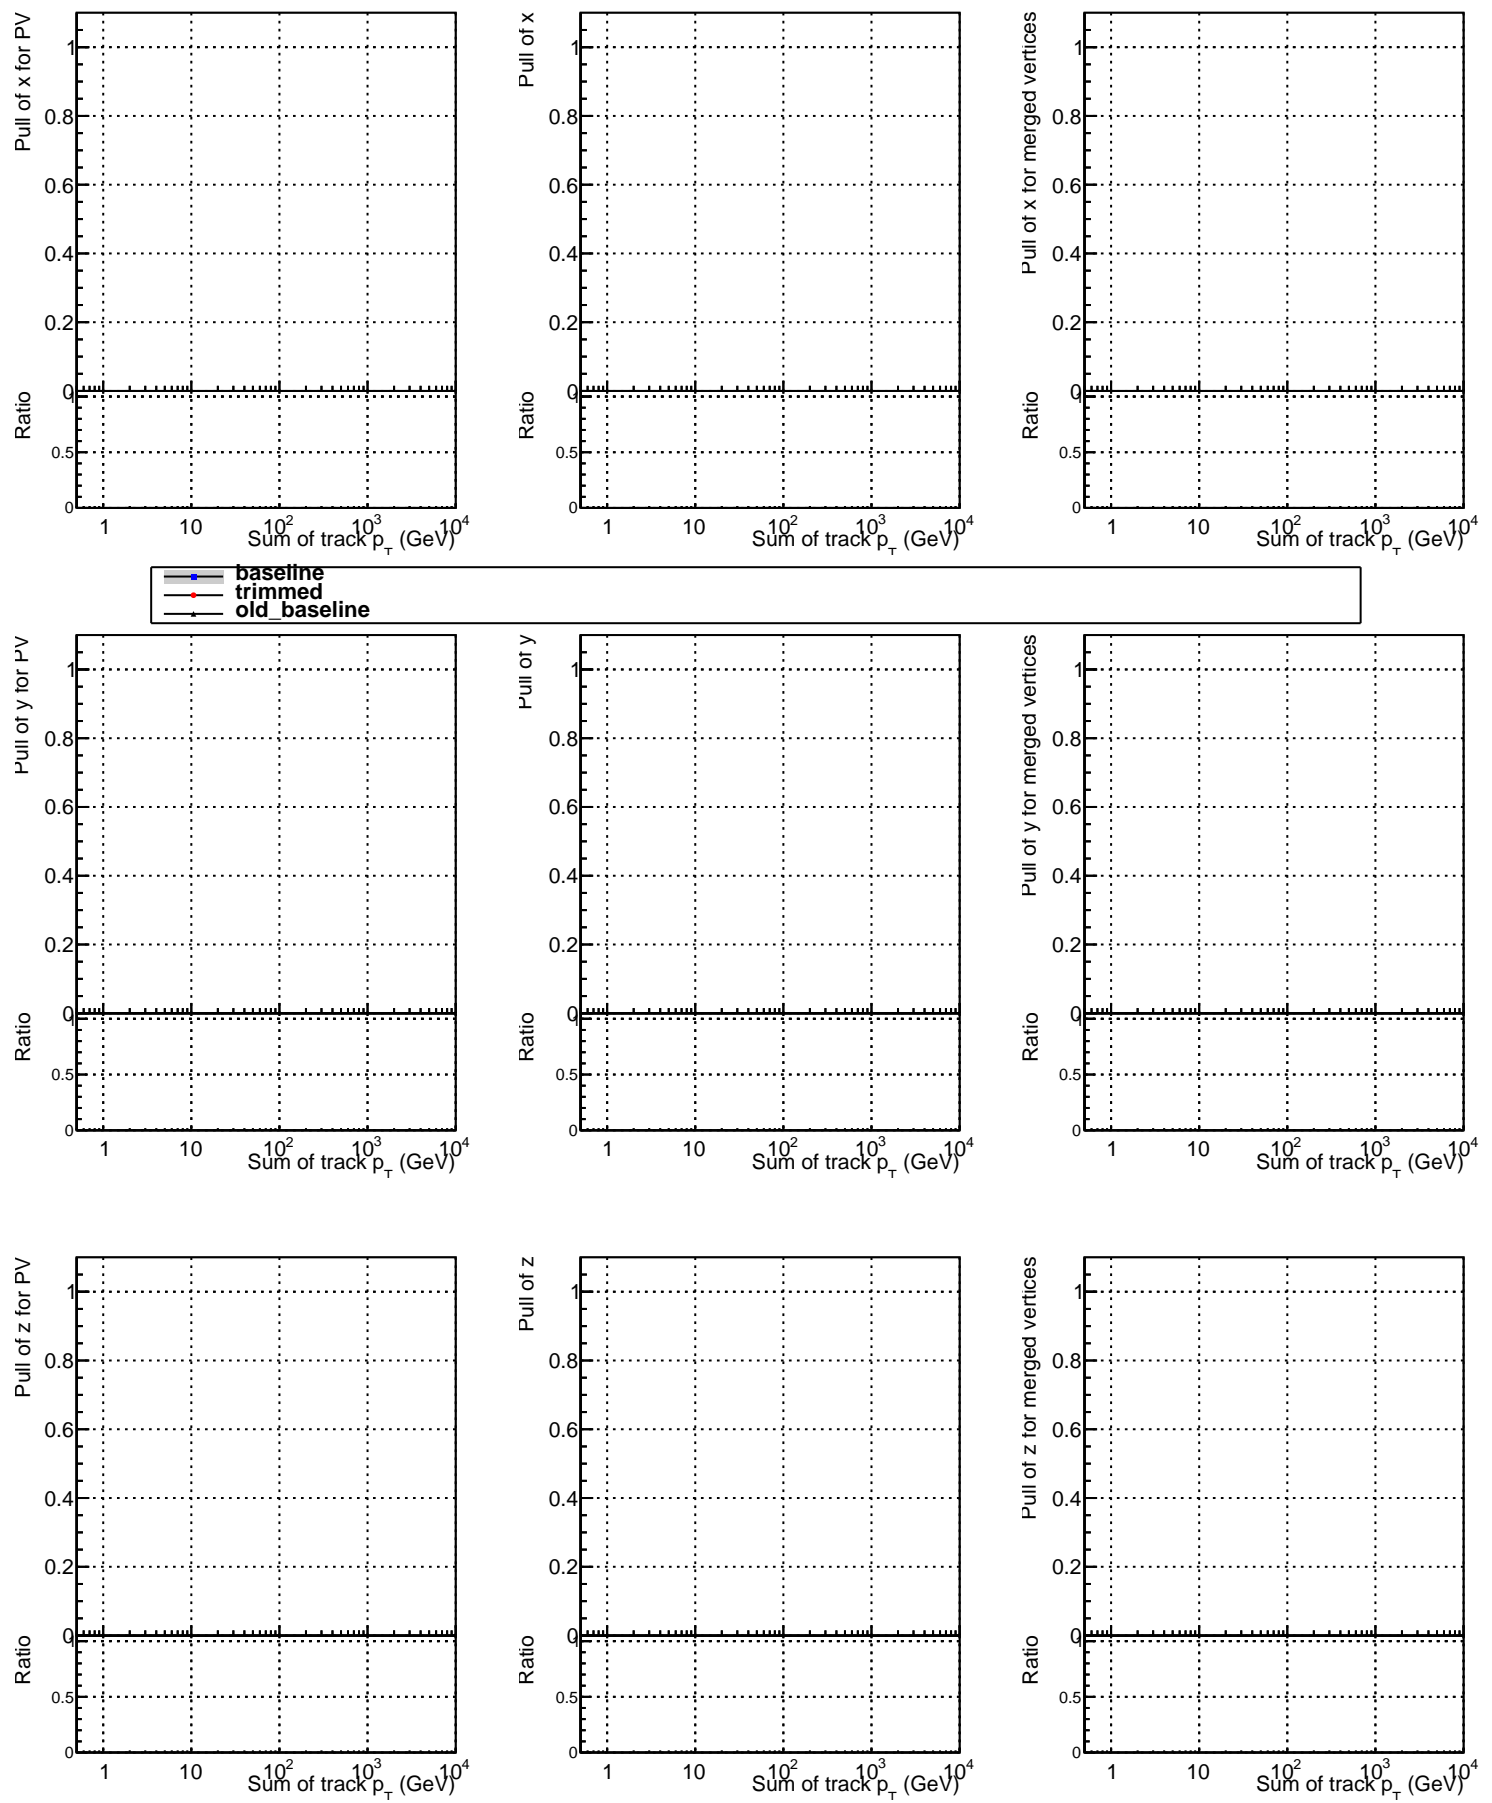 Pull of x for PV
1
0.8
0.6
0.4
0.2
0
Ratio
1
0.5
0
1 10 10² 10³ 10⁴
Sum of track p_T (GeV)
Pull of x
1
0.8
0.6
0.4
0.2
0
Ratio
1
0.5
0
1 10 10² 10³ 10⁴
Sum of track p_T (GeV)
Pull of x for merged vertices
1
0.8
0.6
0.4
0.2
0
Ratio
1
0.5
0
1 10 10² 10³ 10⁴
Sum of track p_T (GeV)
baseline
trimmed
old_baseline
Pull of y for PV
1
0.8
0.6
0.4
0.2
0
Ratio
1
0.5
0
1 10 10² 10³ 10⁴
Sum of track p_T (GeV)
Pull of y
1
0.8
0.6
0.4
0.2
0
Ratio
1
0.5
0
1 10 10² 10³ 10⁴
Sum of track p_T (GeV)
Pull of y for merged vertices
1
0.8
0.6
0.4
0.2
0
Ratio
1
0.5
0
1 10 10² 10³ 10⁴
Sum of track p_T (GeV)
Pull of z for PV
1
0.8
0.6
0.4
0.2
0
Ratio
1
0.5
0
1 10 10² 10³ 10⁴
Sum of track p_T (GeV)
Pull of z
1
0.8
0.6
0.4
0.2
0
Ratio
1
0.5
0
1 10 10² 10³ 10⁴
Sum of track p_T (GeV)
Pull of z for merged vertices
1
0.8
0.6
0.4
0.2
0
Ratio
1
0.5
0
1 10 10² 10³ 10⁴
Sum of track p_T (GeV)